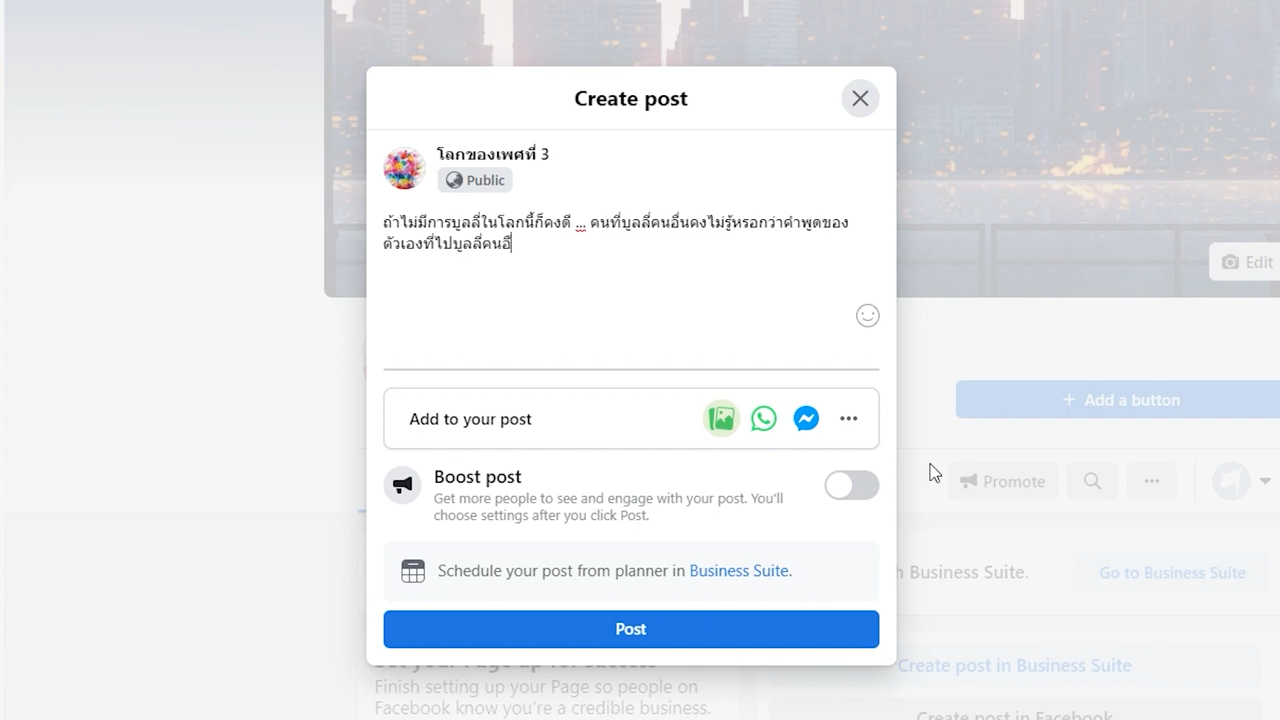 Create post
โลกของเพศที่ 3
Public
ถ้าไม่มีการบูลลี่ในโลกนี้ก็คงดี ... คนที่บูลลี่คนอื่นคงไม่รู้หรอกว่าคำพูดของ
ตัวเองที่ไปบูลลี่คนอื่
Edit
Add to your post
+ Add a button
Boost post
Get more people to see and engage with your post. You'll
choose settings after you click Post.
Promote
Schedule your post from planner in Business Suite.
Business Suite.
Go to Business Suite
Post
Set your Page up for success
Finish setting up your Page so people on
Facebook know you're a credible business.
Create post in Business Suite
Create post in Facebook